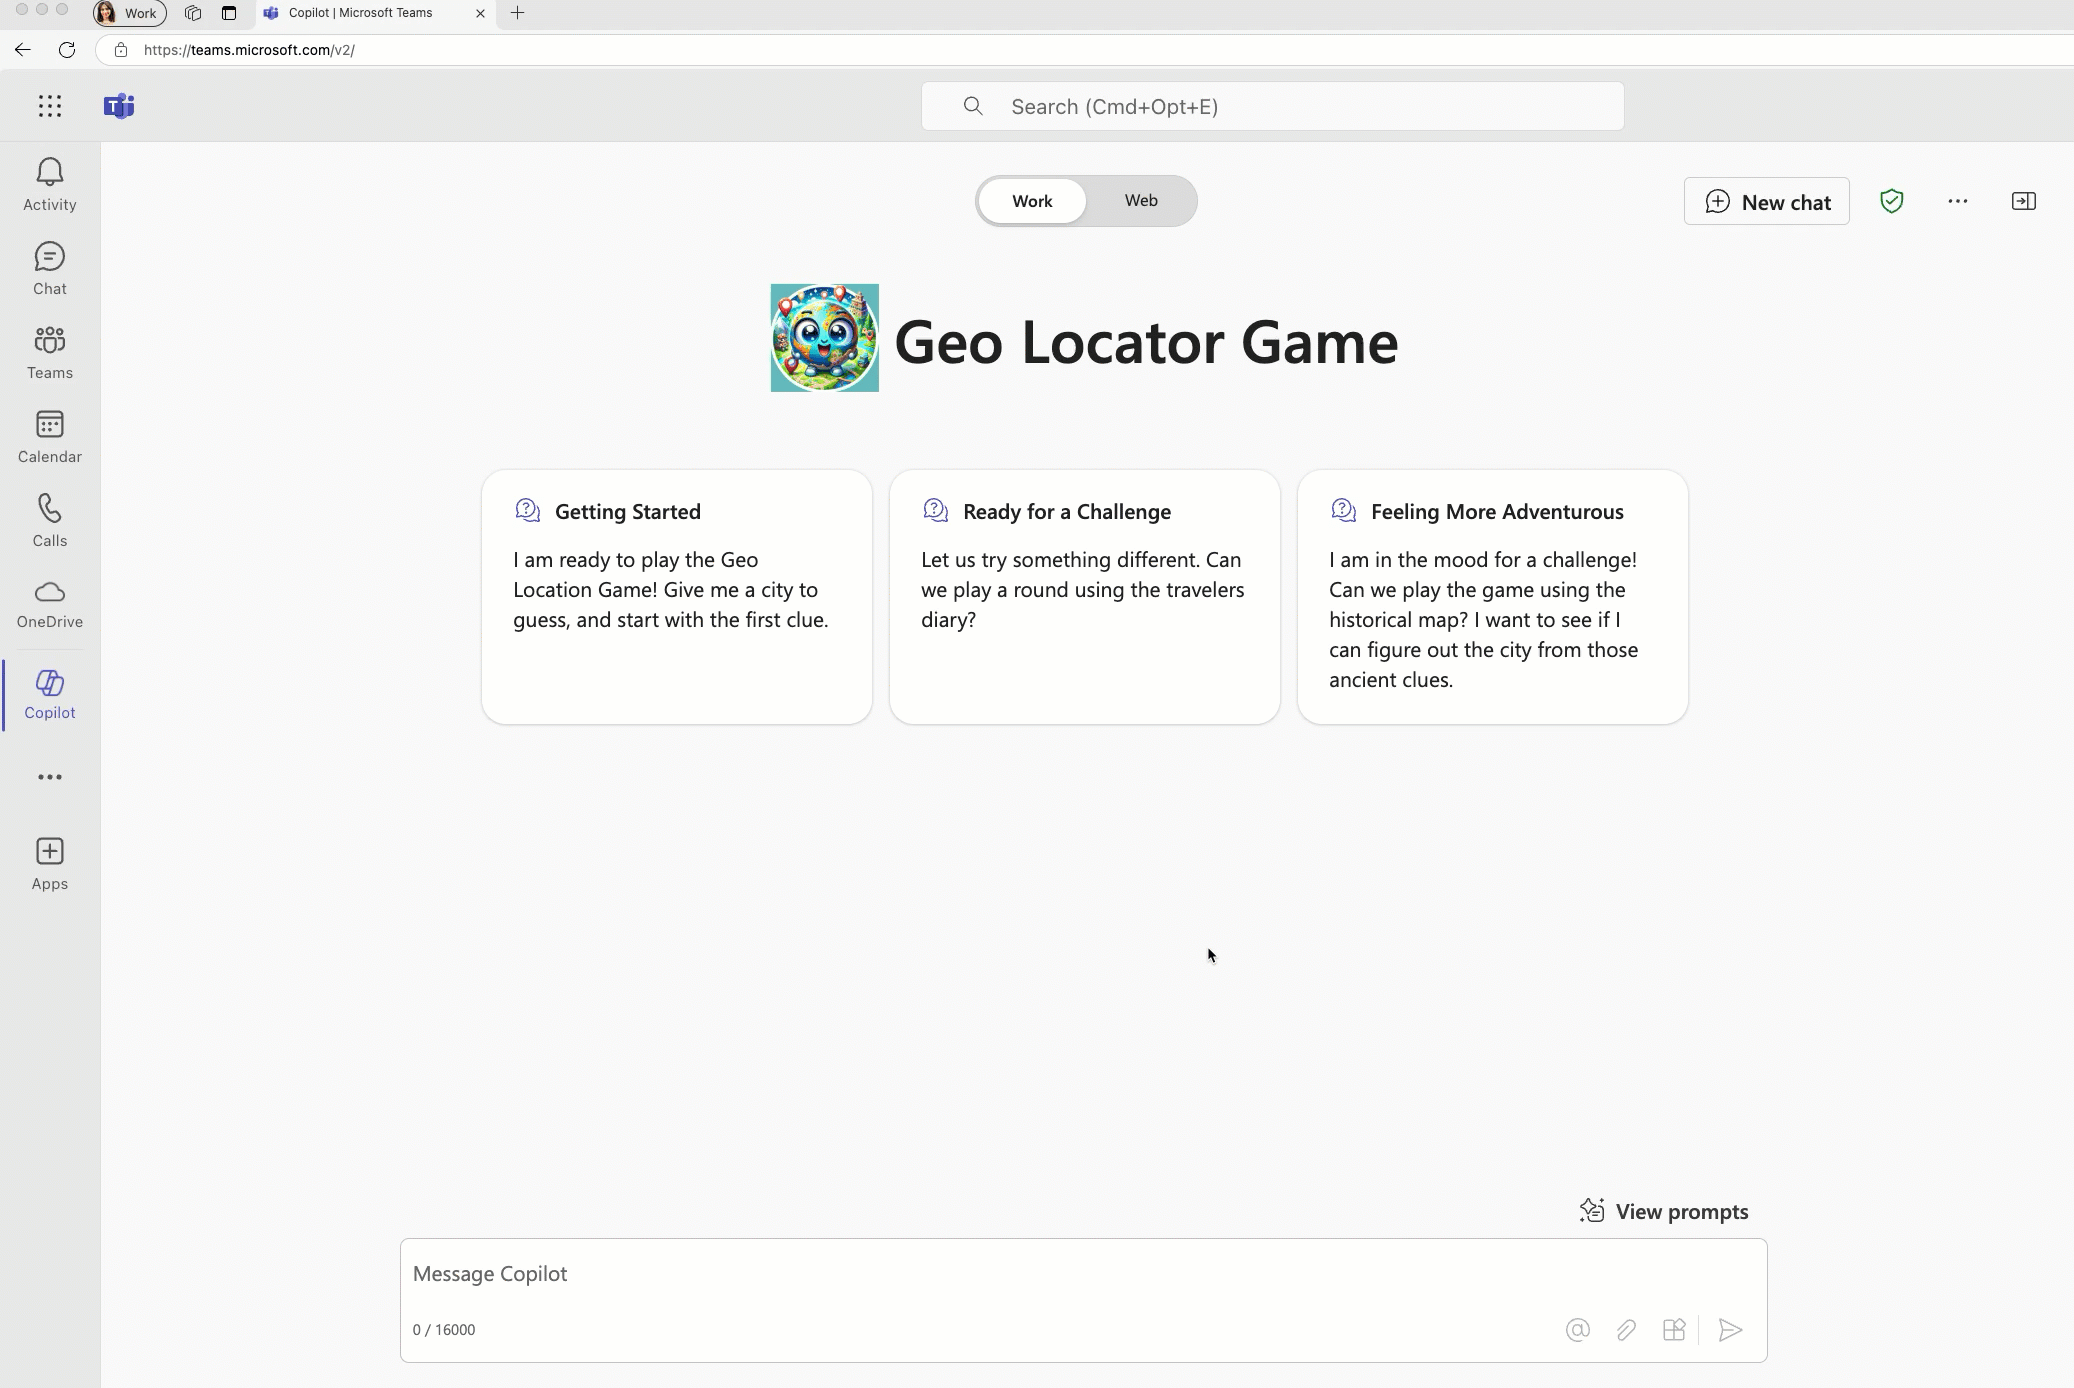 Work
Copilot | Microsoft Teams
https://teams.microsoft.com/v2/
Search (Cmd+Opt+E)
Activity
Chat
Teams
Calendar
Calls
OneDrive
Copilot
Apps
Work
Web
New chat
Geo Locator Game
Getting Started
I am ready to play the Geo
Location Game! Give me a city to
guess, and start with the first clue.
Ready for a Challenge
Let us try something different. Can
we play a round using the travelers
diary?
Feeling More Adventurous
I am in the mood for a challenge!
Can we play the game using the
historical map? I want to see if I
can figure out the city from those
ancient clues.
View prompts
Message Copilot
0 / 16000